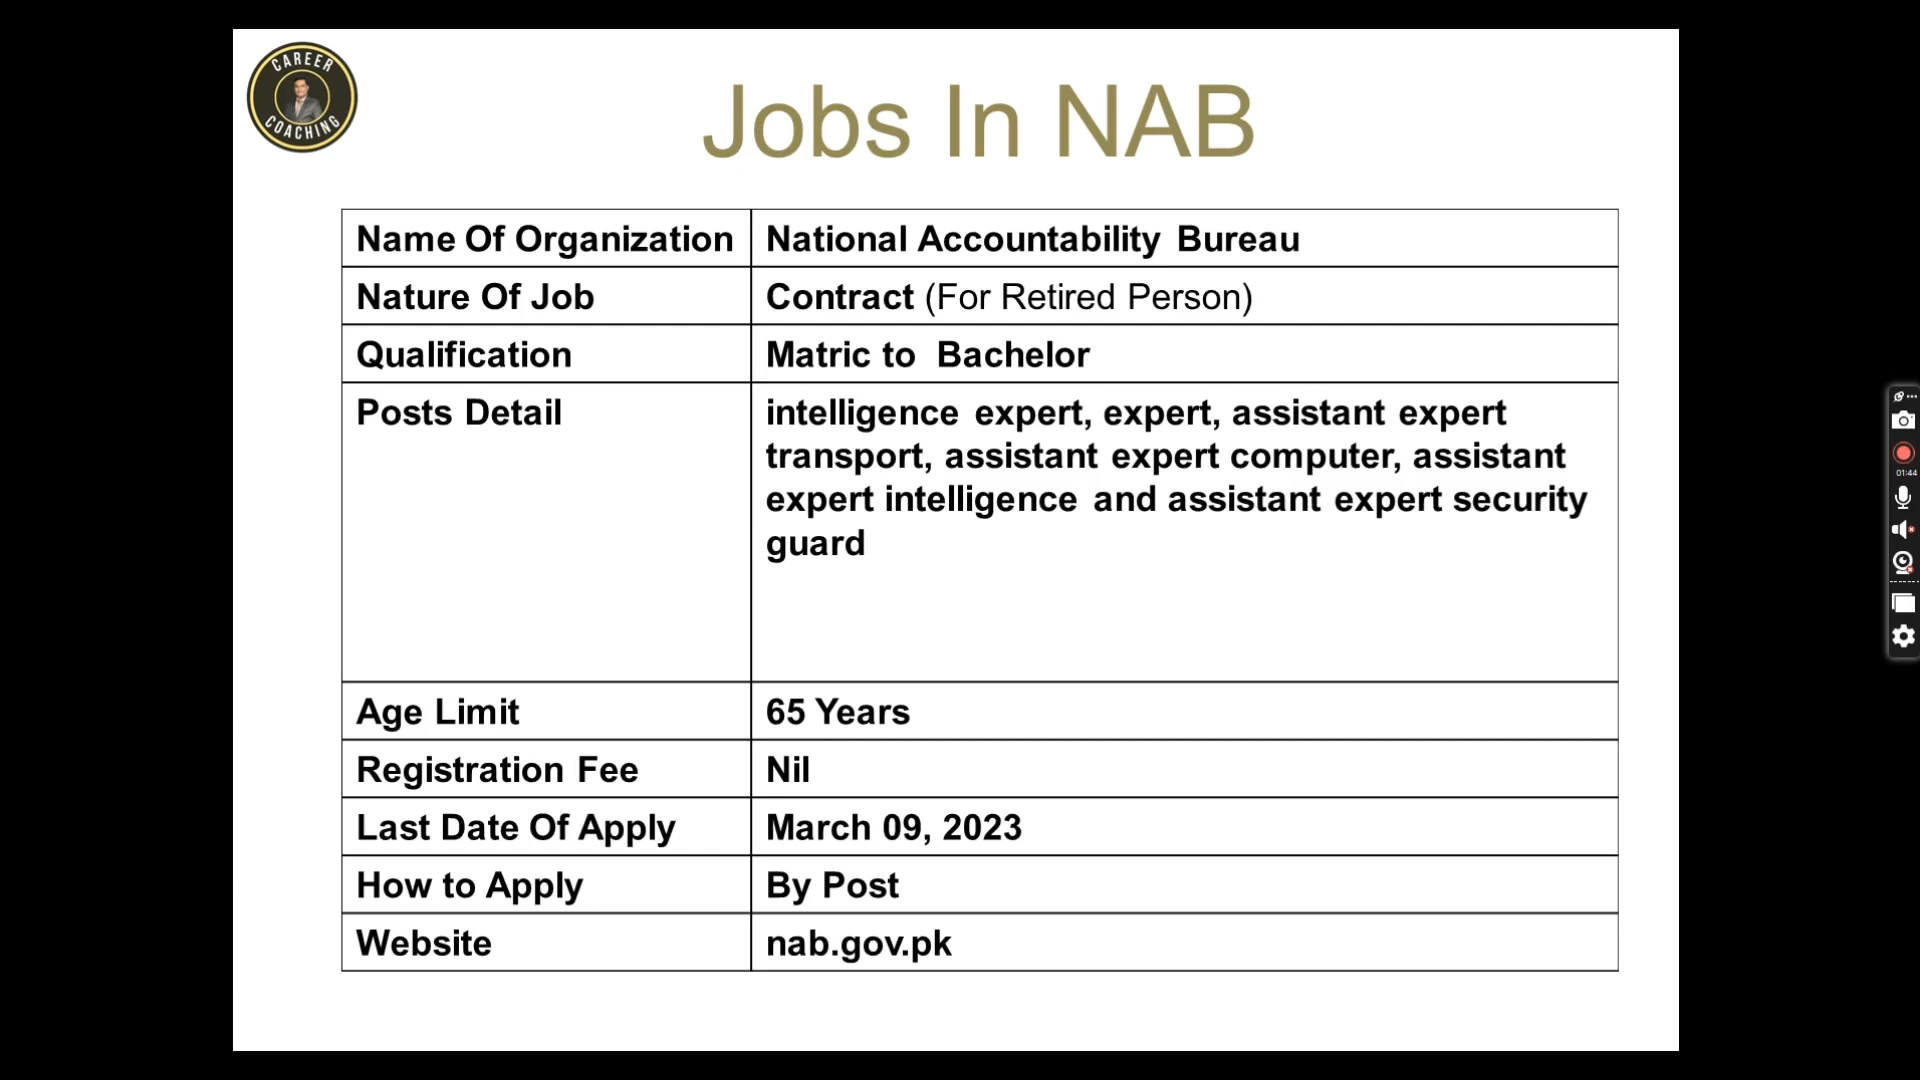 CAREER
COACHING
Jobs In NAB
Name Of Organization National Accountability Bureau
Nature Of Job Contract (For Retired Person)
Qualification Matric to Bachelor
Posts Detail intelligence expert, expert, assistant expert
transport, assistant expert computer, assistant
expert intelligence and assistant expert security
guard
Age Limit 65 Years
Registration Fee Nil
Last Date Of Apply March 09, 2023
How to Apply By Post
Website nab.gov.pk
01:44